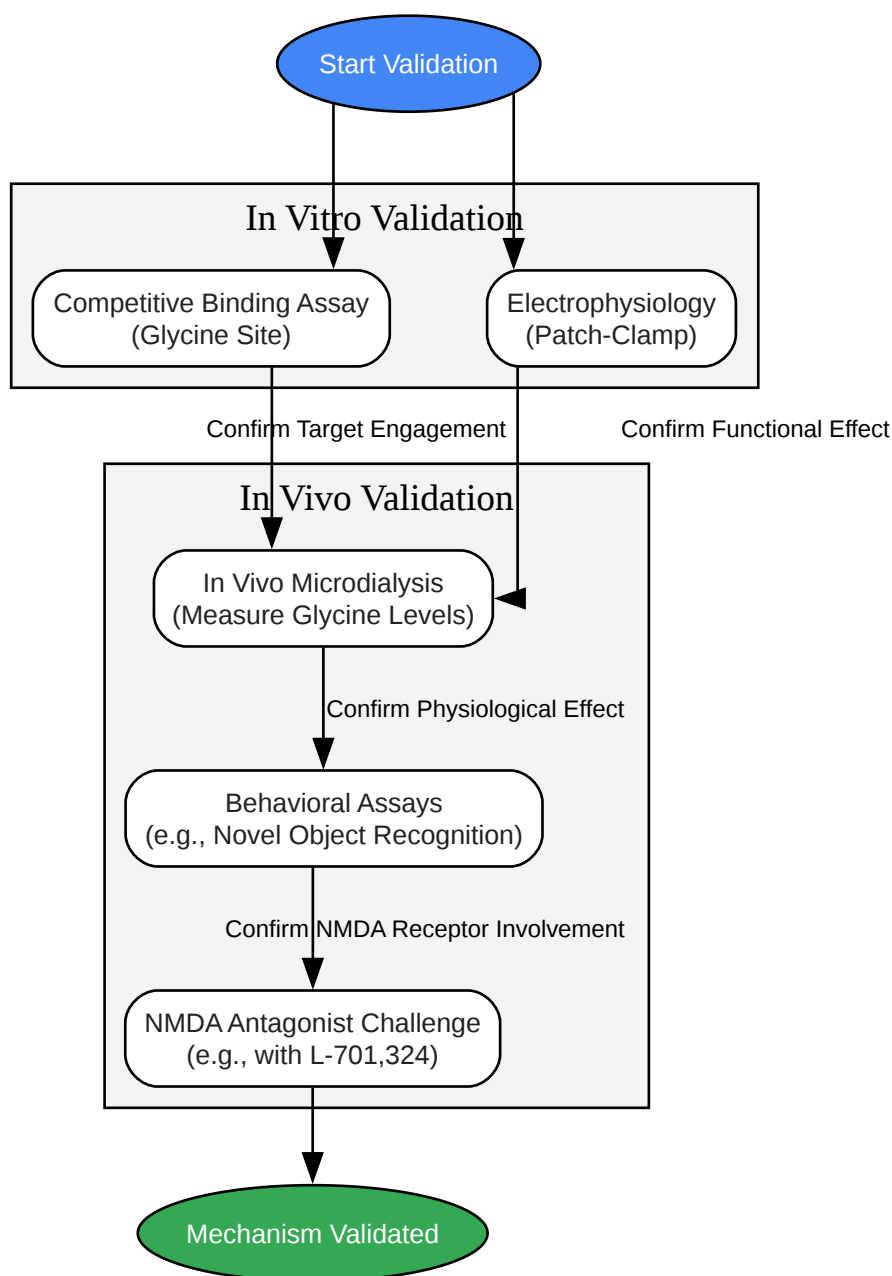 Start Validation
In Vitro Validation
Competitive Binding Assay
(Glycine Site)
Electrophysiology
(Patch-Clamp)
Confirm Target Engagement
Confirm Functional Effect
In Vivo Validation
In Vivo Microdialysis
(Measure Glycine Levels)
Confirm Physiological Effect
Behavioral Assays
(e.g., Novel Object Recognition)
Confirm NMDA Receptor Involvement
NMDA Antagonist Challenge
(e.g., with L-701,324)
Mechanism Validated